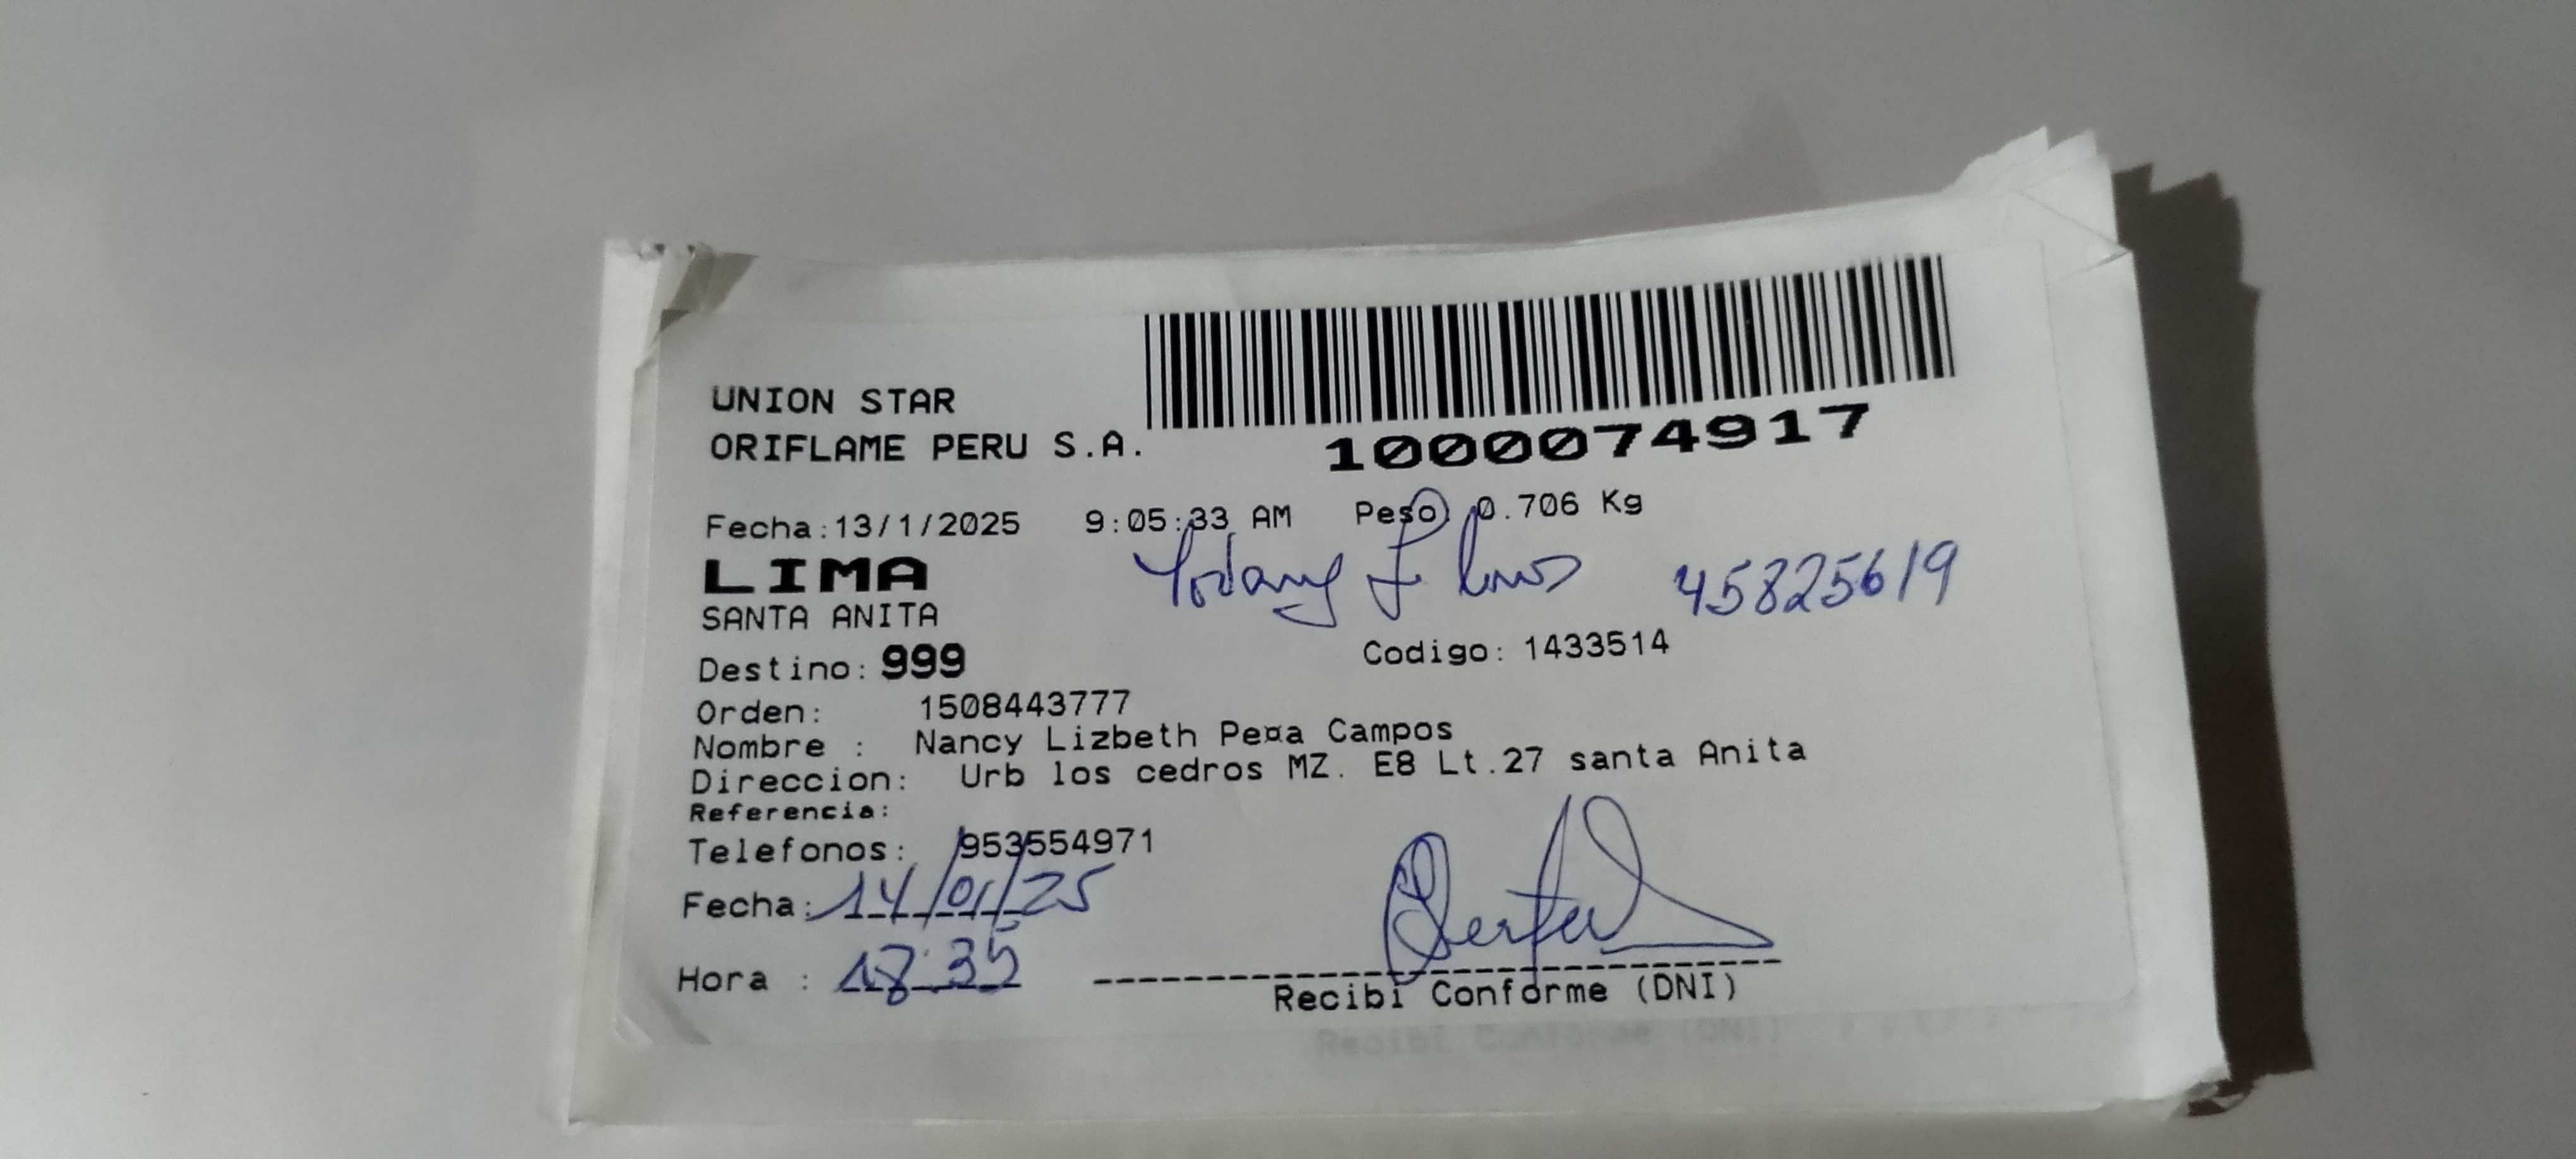 UNION STAR
ORIFLAME PERU S.A.
1000074917
Fecha:13/1/2025 9:05:33 AM Peso 0.706 Kg
LIMA
SANTA ANITA
45825619
Destino: 999 Codigo: 1433514
Orden: 1508443777
Nombre : Nancy Lizbeth Pe¤a Campos
Direccion: Urb los cedros MZ. E8 Lt.27 santa Anita
Referencia:
Telefonos: 953554971
Fecha: 14/01/25
Hora : 18:35
Recibi Conforme (DNI)